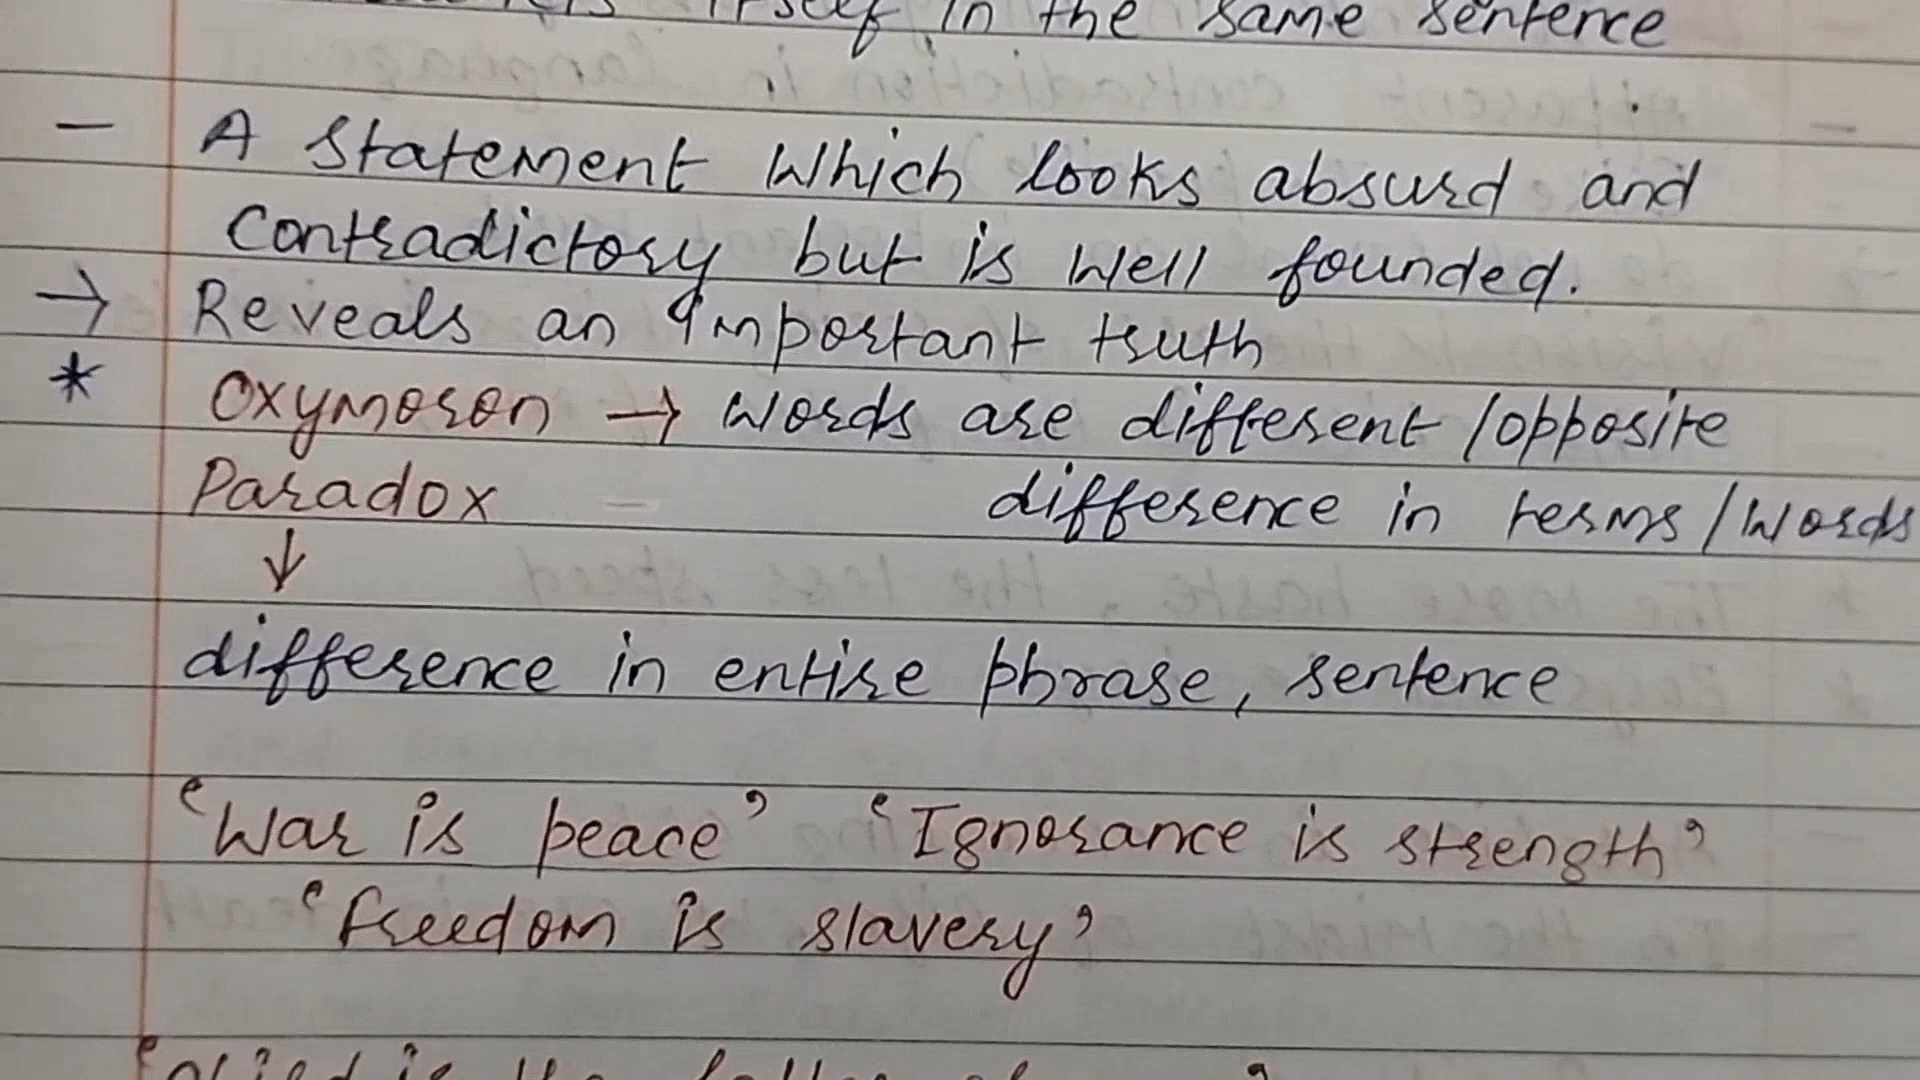 itself in the same sentence
- A statement which looks absurd and
contradictory but is well founded.
→ Reveals an important truth
* Oxymoron → words are different /opposite
Paradox - difference in terms /words
↓
difference in entire phrase, sentence
'War is peace' 'Ignorance is strength'
'freedom is slavery'
is the